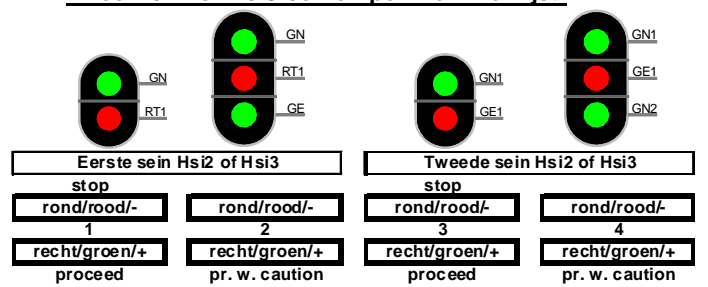 GN
RT1
GN
RT1
GE
GN1
GE1
GN1
GE1
GN2
Eerste sein Hsi2 of Hsi3
Tweede sein Hsi2 of Hsi3
stop
stop
rond/rood/-
rond/rood/-
rond/rood/-
rond/rood/-
1
2
3
4
recht/groen/+
recht/groen/+
recht/groen/+
recht/groen/+
proceed
pr. w. caution
proceed
pr. w. caution